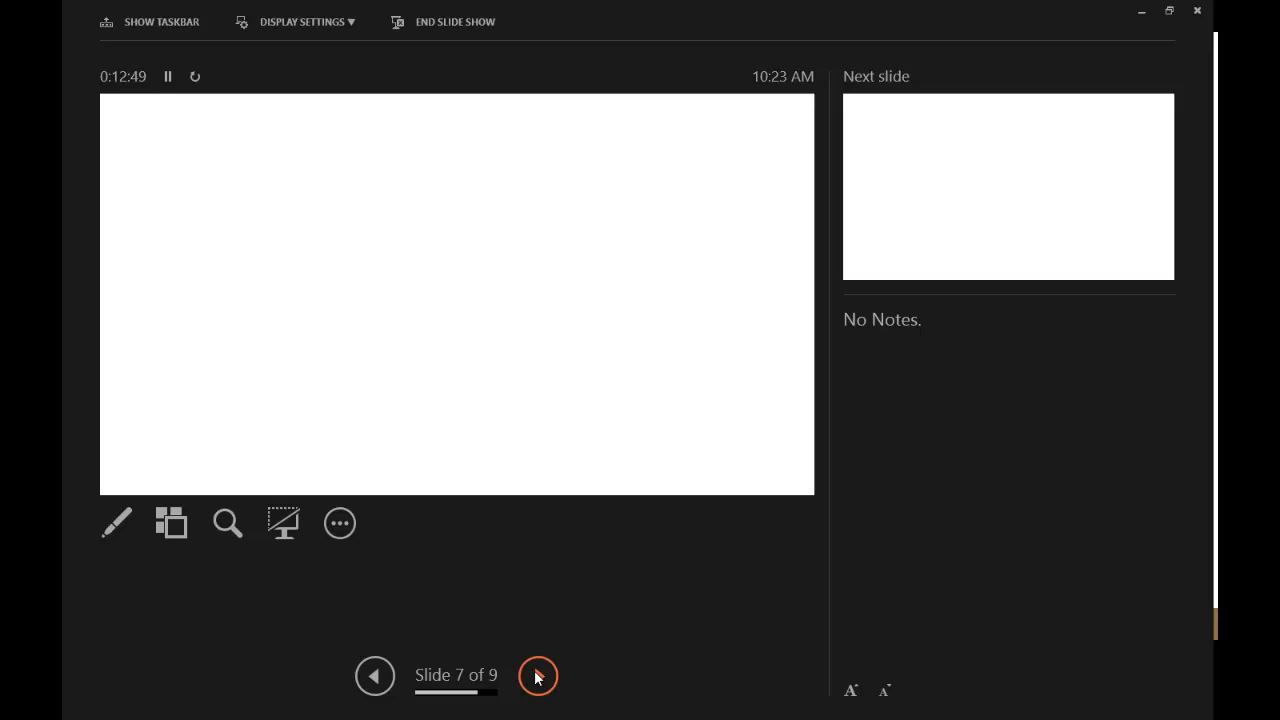 SHOW TASKBAR DISPLAY SETTINGS ▼ END SLIDE SHOW
0:12:49 10:23 AM Next slide
No Notes.
Slide 7 of 9
A A